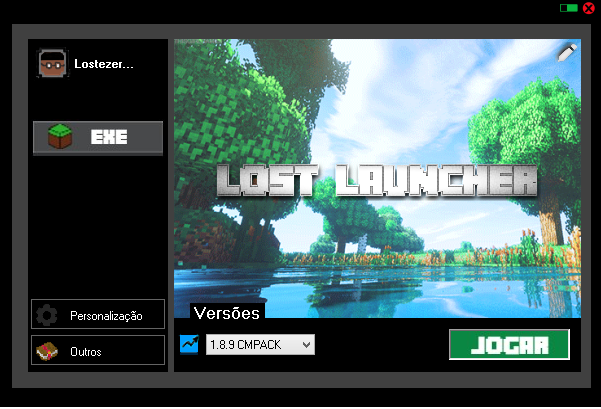 Lostezer...
EXE
LOST LAUNCHER
Versões
1.8.9 CMPACK
JOGAR
Personalização
Outros